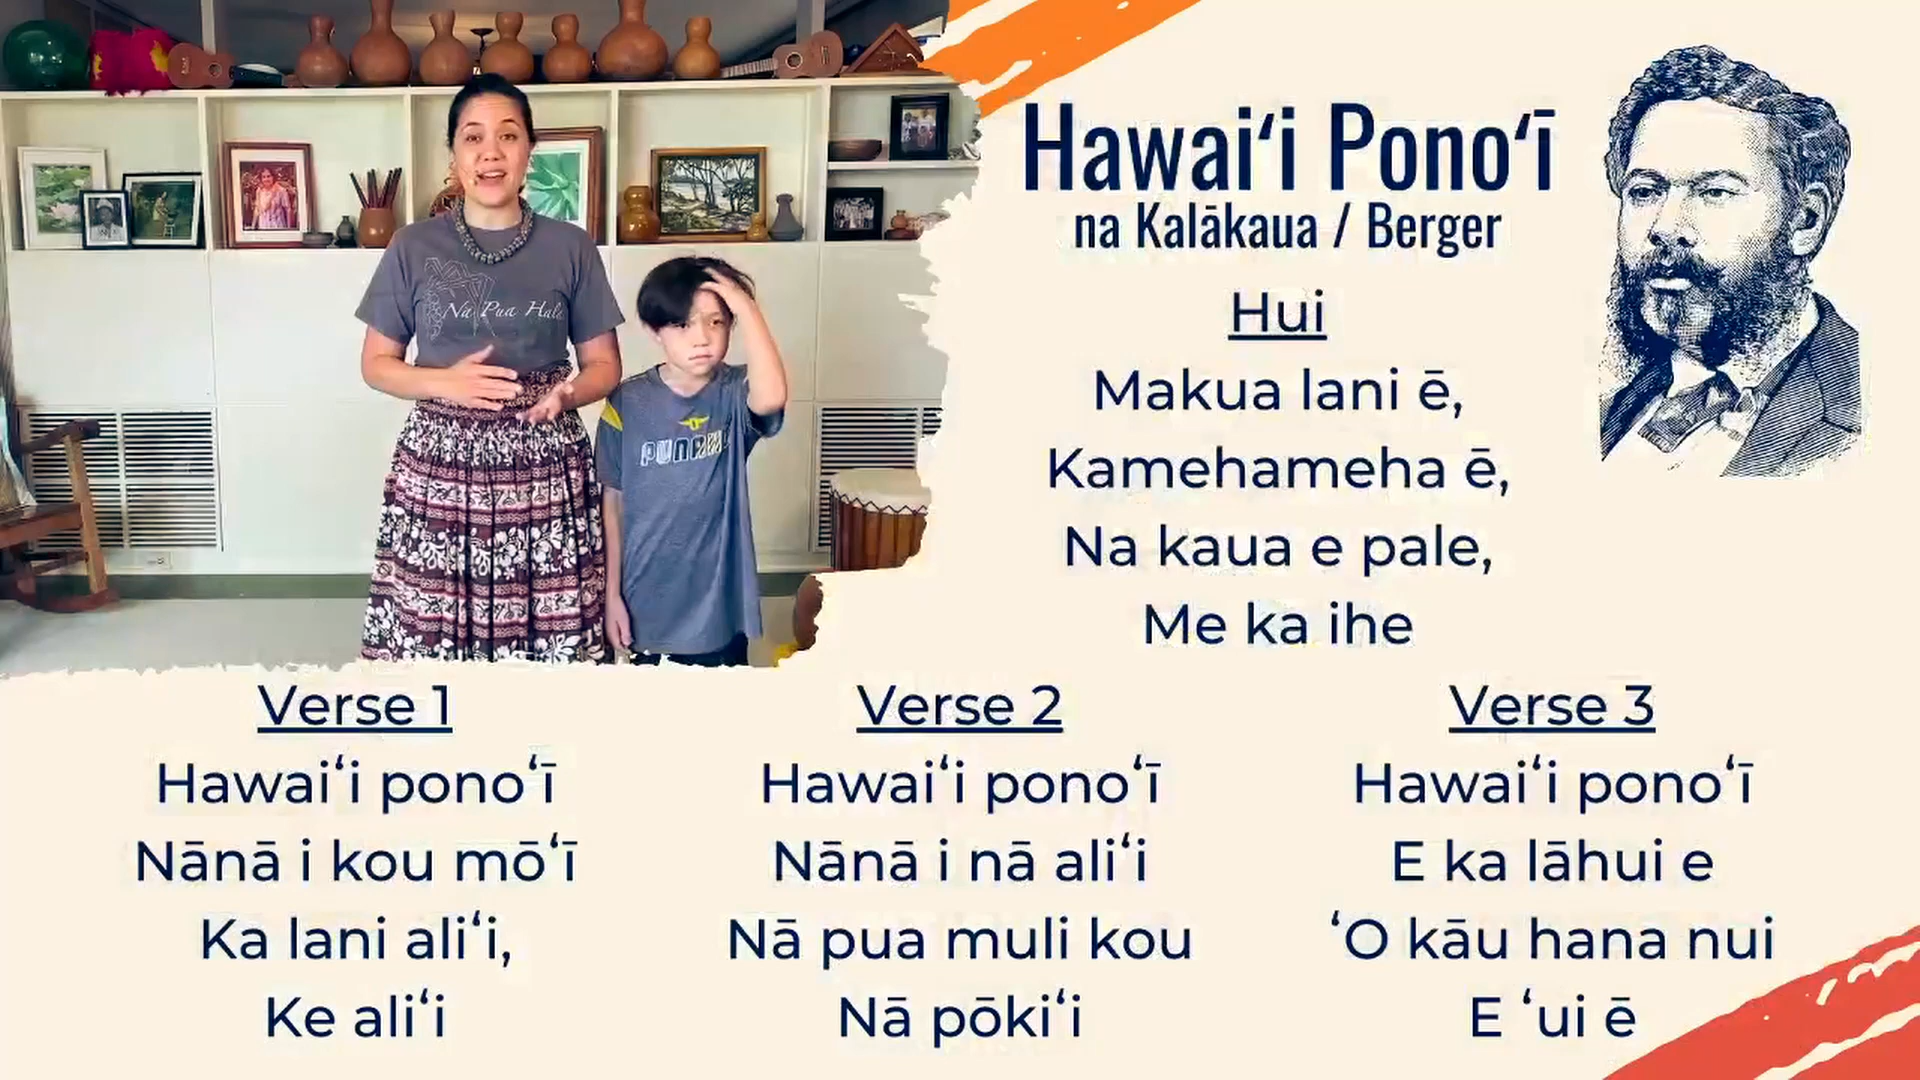 Hawaiʻi Ponoʻī
na Kalākaua / Berger
Hui
Makua lani ē,
Kamehameha ē,
Na kaua e pale,
Me ka ihe
Verse 1
Hawaiʻi ponoʻī
Nānā i kou mōʻī
Ka lani aliʻi,
Ke aliʻi
Verse 2
Hawaiʻi ponoʻī
Nānā i nā aliʻi
Nā pua muli kou
Nā pōkiʻi
Verse 3
Hawaiʻi ponoʻī
E ka lāhui e
ʻO kāu hana nui
E ʻui ē
Na Pua Hala